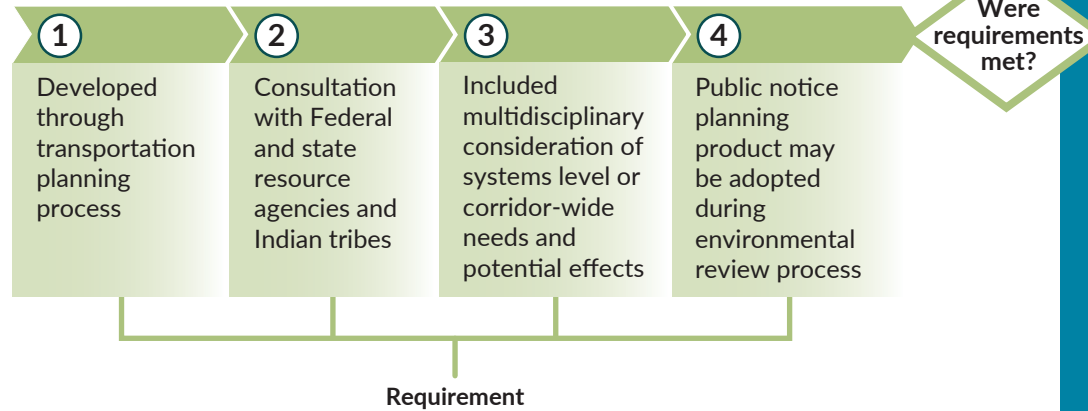 1
Developed
through
transportation
planning
process
2
Consultation
with Federal
and state
resource
agencies and
Indian tribes
3
Included
multidisciplinary
consideration of
systems level or
corridor-wide
needs and
potential effects
4
Public notice
planning
product may
be adopted
during
environmental
review process
Were
requirements
met?
Requirement